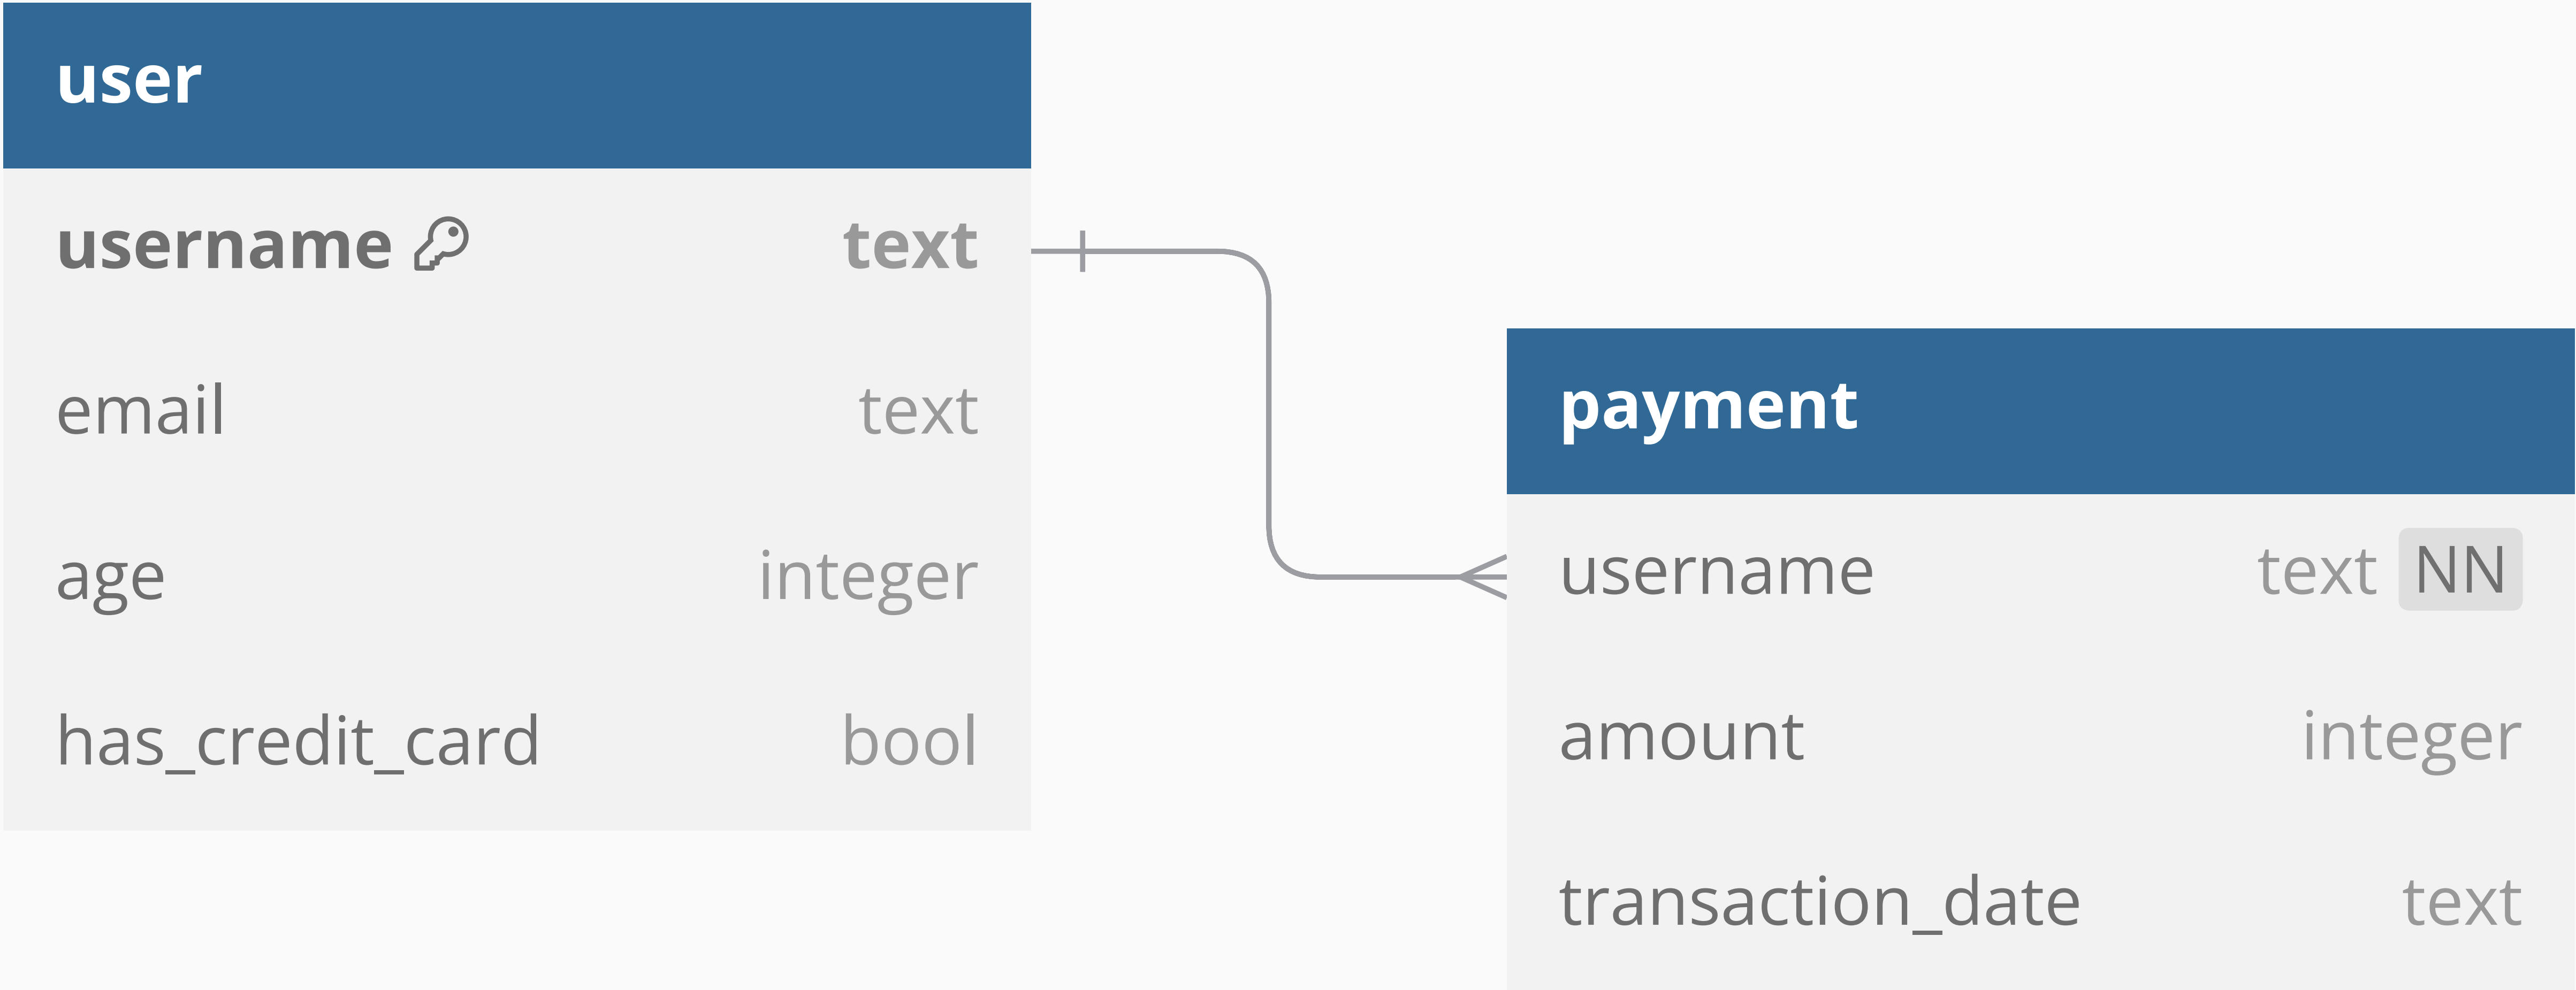 user
username text
email text
age integer
has_credit_card bool
payment
username text NN
amount integer
transaction_date text